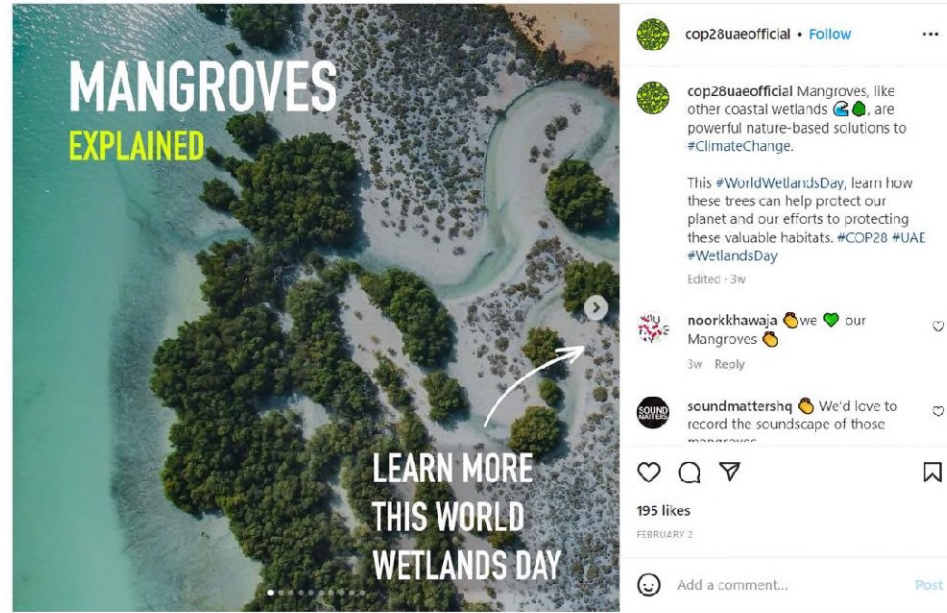 MANGROVES
EXPLAINED
LEARN MORE
THIS WORLD
WETLANDS DAY
cop28uaeofficial • Follow
cop28uaeofficial Mangroves, like
other coastal wetlands 🌊🌳, are
powerful nature-based solutions to
#ClimateChange.
This #WorldWetlandsDay, learn how
these trees can help protect our
planet and our efforts to protecting
these valuable habitats. #COP28 #UAE
#WetlandsDay
Edited · 3w
noorkkhawaja 👏we 💚 our
Mangroves 👏
3w Reply
SOUND
MATTERS
soundmattershq 👏 We'd love to
record the soundscape of those
mangroves
195 likes
FEBRUARY 2
Add a comment...
Post